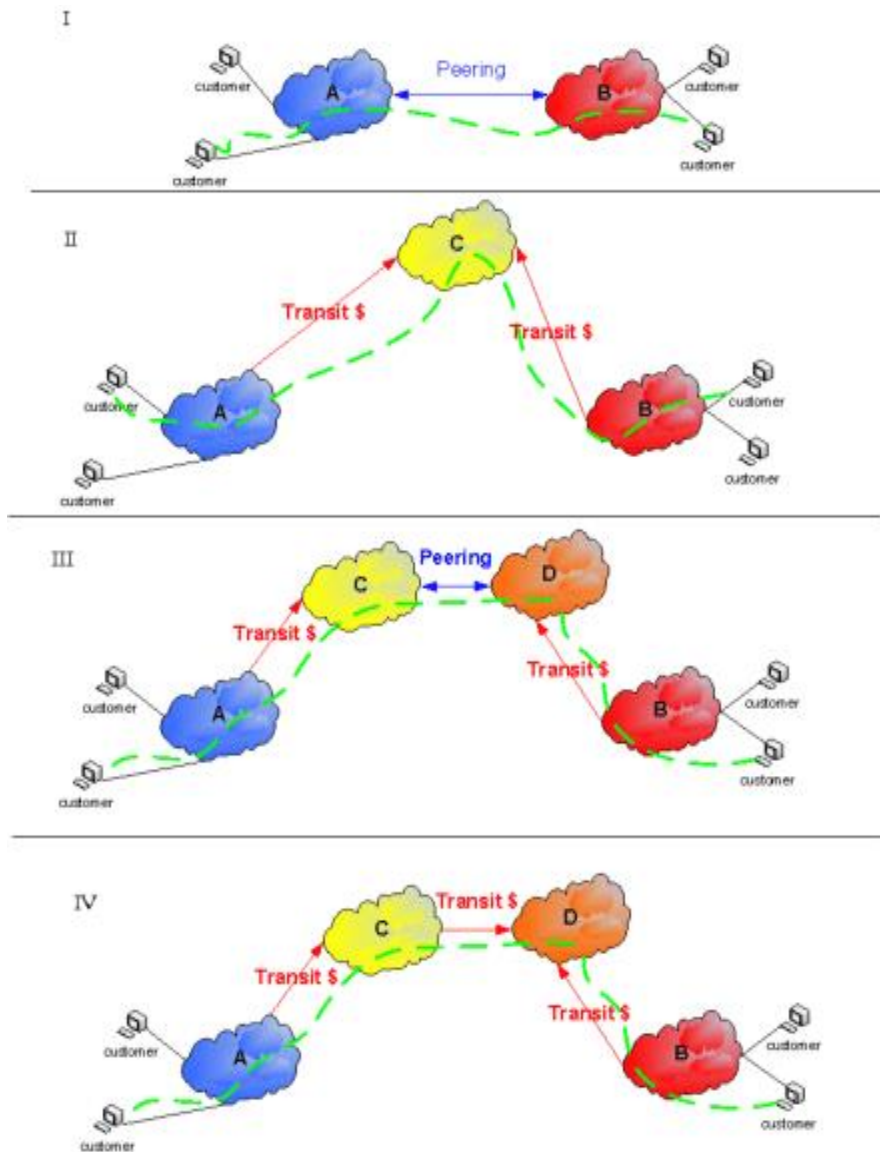 I
Peering
A
B
customer
customer
customer
customer
II
C
Transit $
Transit $
A
B
customer
customer
customer
customer
III
Peering
C
D
Transit $
Transit $
A
B
customer
customer
customer
customer
IV
Transit $
C
D
Transit $
Transit $
A
B
customer
customer
customer
customer